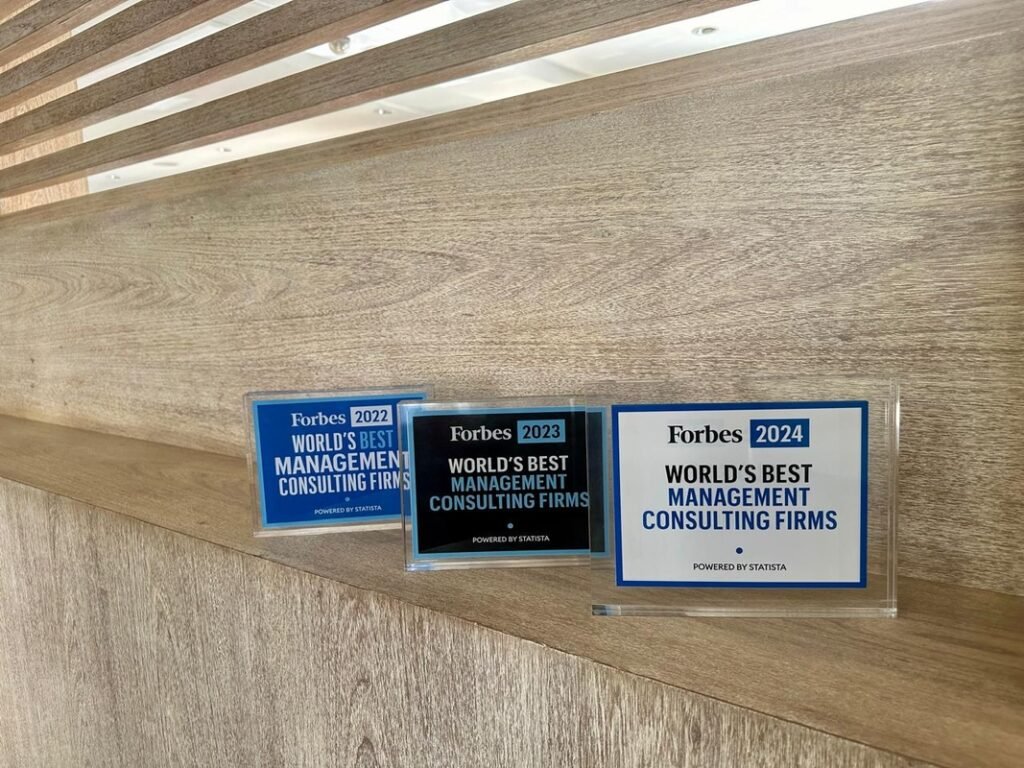 Forbes 2022
WORLD'S BEST
MANAGEMENT
CONSULTING FIRMS
POWERED BY STATISTA
Forbes 2023
WORLD'S BEST
MANAGEMENT
CONSULTING FIRMS
POWERED BY STATISTA
Forbes 2024
WORLD'S BEST
MANAGEMENT
CONSULTING FIRMS
POWERED BY STATISTA